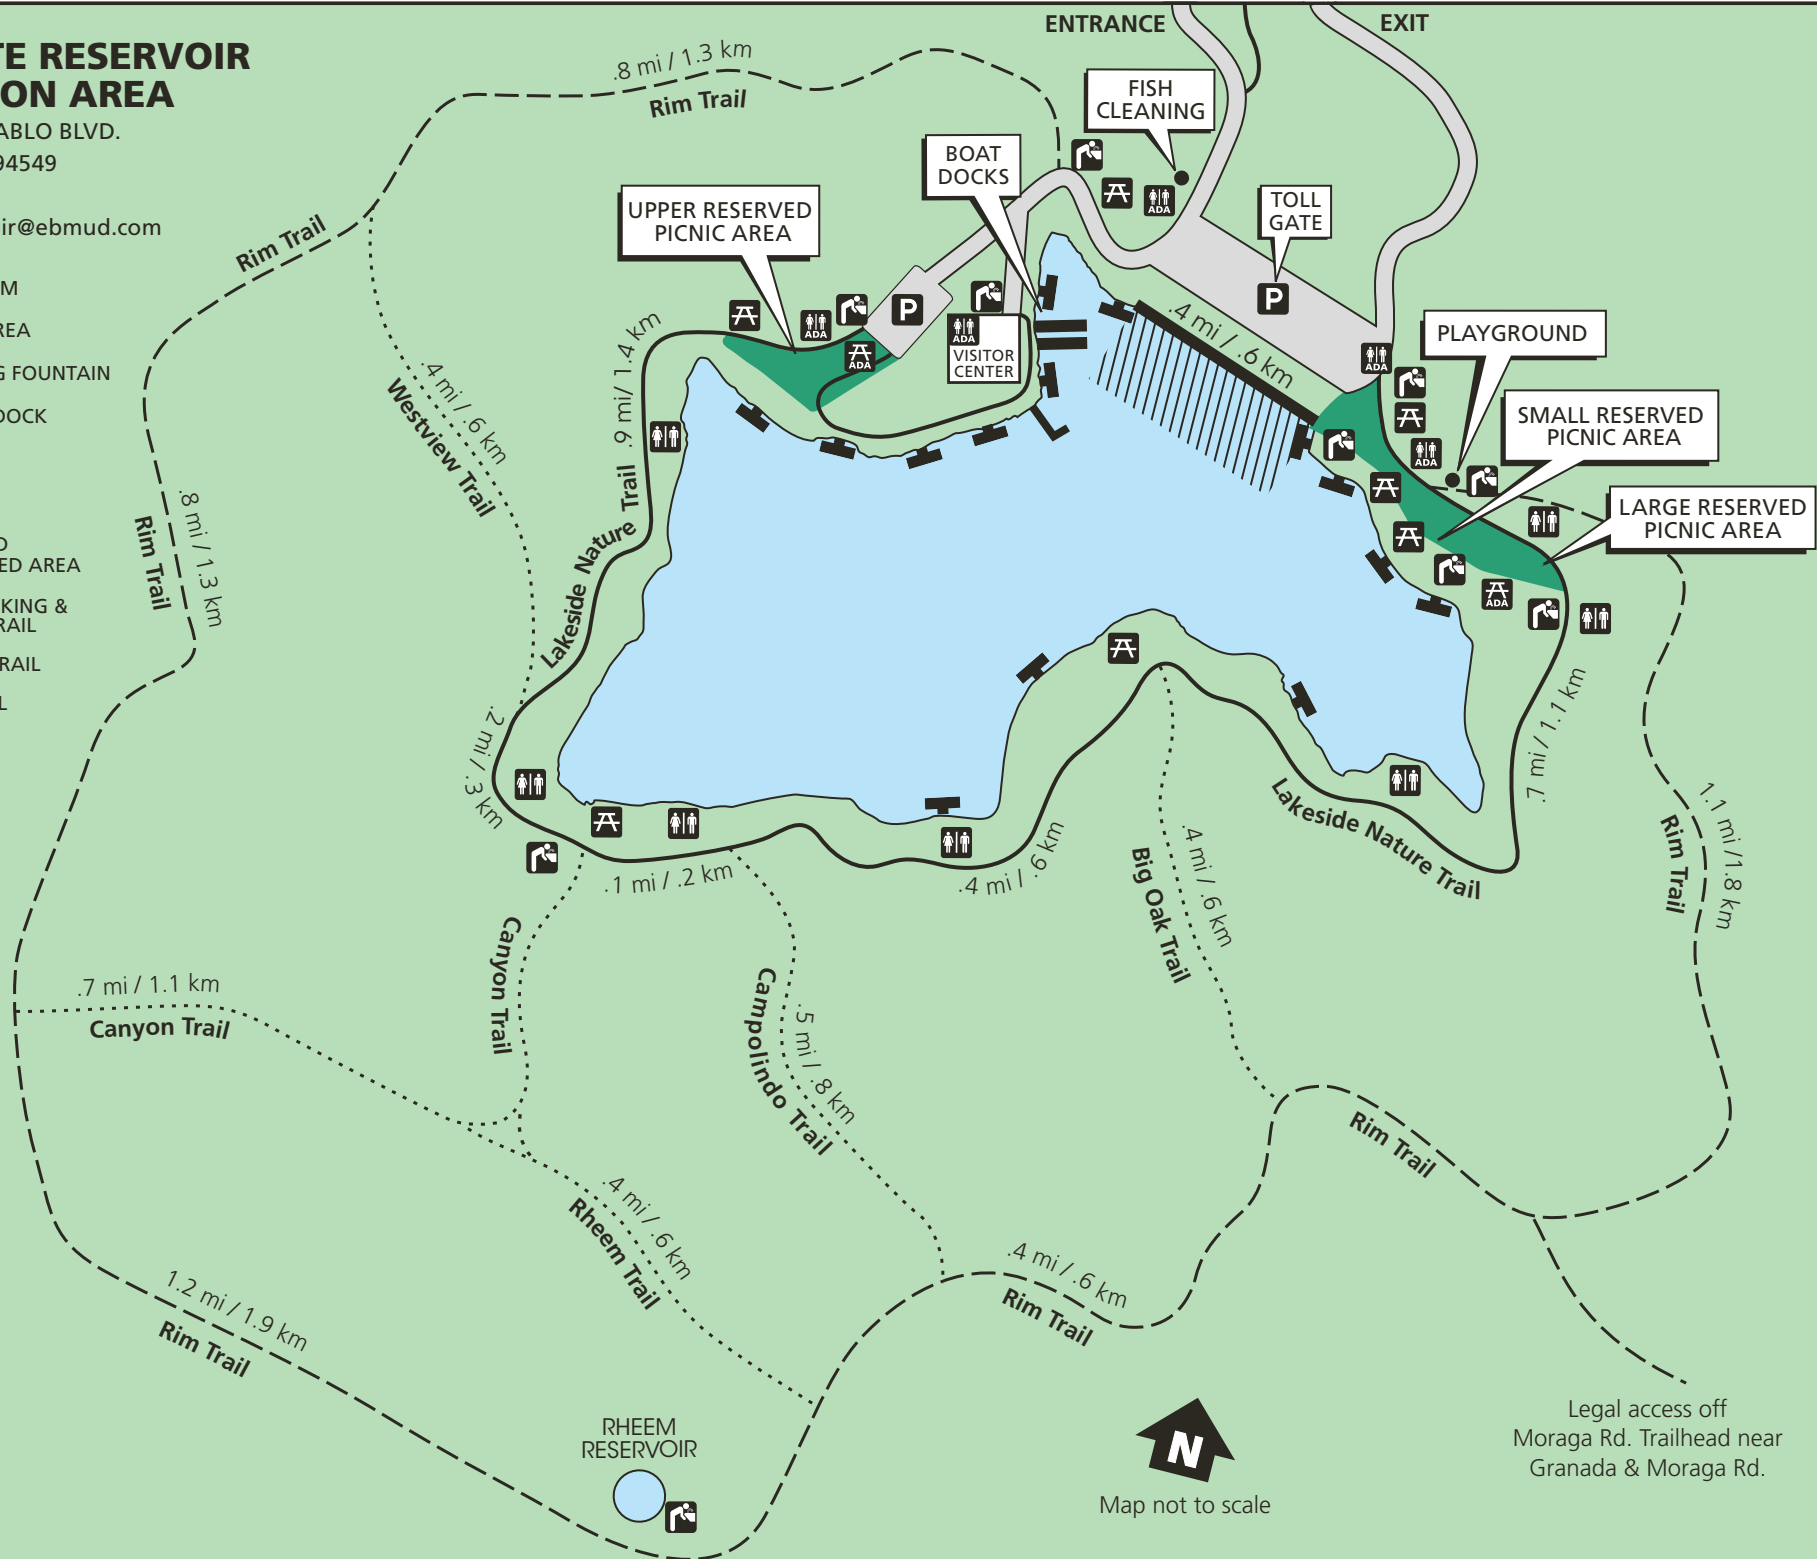 TE RESERVOIR
ON AREA
ABLO BLVD.
94549
ir@ebmud.com
M
REA
G FOUNTAIN
DOCK
D
ED AREA
KING &
RAIL
RAIL
L
ENTRANCE
EXIT
FISH
CLEANING
BOAT
DOCKS
UPPER RESERVED
PICNIC AREA
TOLL
GATE
PLAYGROUND
SMALL RESERVED
PICNIC AREA
LARGE RESERVED
PICNIC AREA
VISITOR
CENTER
P
P
ADA
ADA
ADA
ADA
ADA
ADA
ADA
.8 mi / 1.3 km
Rim Trail
Rim Trail
.4 mi / .6 km
Westview Trail
.9 mi / 1.4 km
Lakeside Nature Trail
.4 mi / .6 km
.8 mi / 1.3 km
Rim Trail
.2 mi / .3 km
.1 mi / .2 km
.4 mi / .6 km
Big Oak Trail
.4 mi / .6 km
Lakeside Nature Trail
.7 mi / 1.1 km
Rim Trail
1.1 mi / 1.8 km
.7 mi / 1.1 km
Canyon Trail
Canyon Trail
Campolindo Trail
.5 mi / .8 km
.4 mi / .6 km
Rheem Trail
Rim Trail
.4 mi / .6 km
Rim Trail
1.2 mi / 1.9 km
Rim Trail
RHEEM
RESERVOIR
N
Map not to scale
Legal access off
Moraga Rd. Trailhead near
Granada & Moraga Rd.